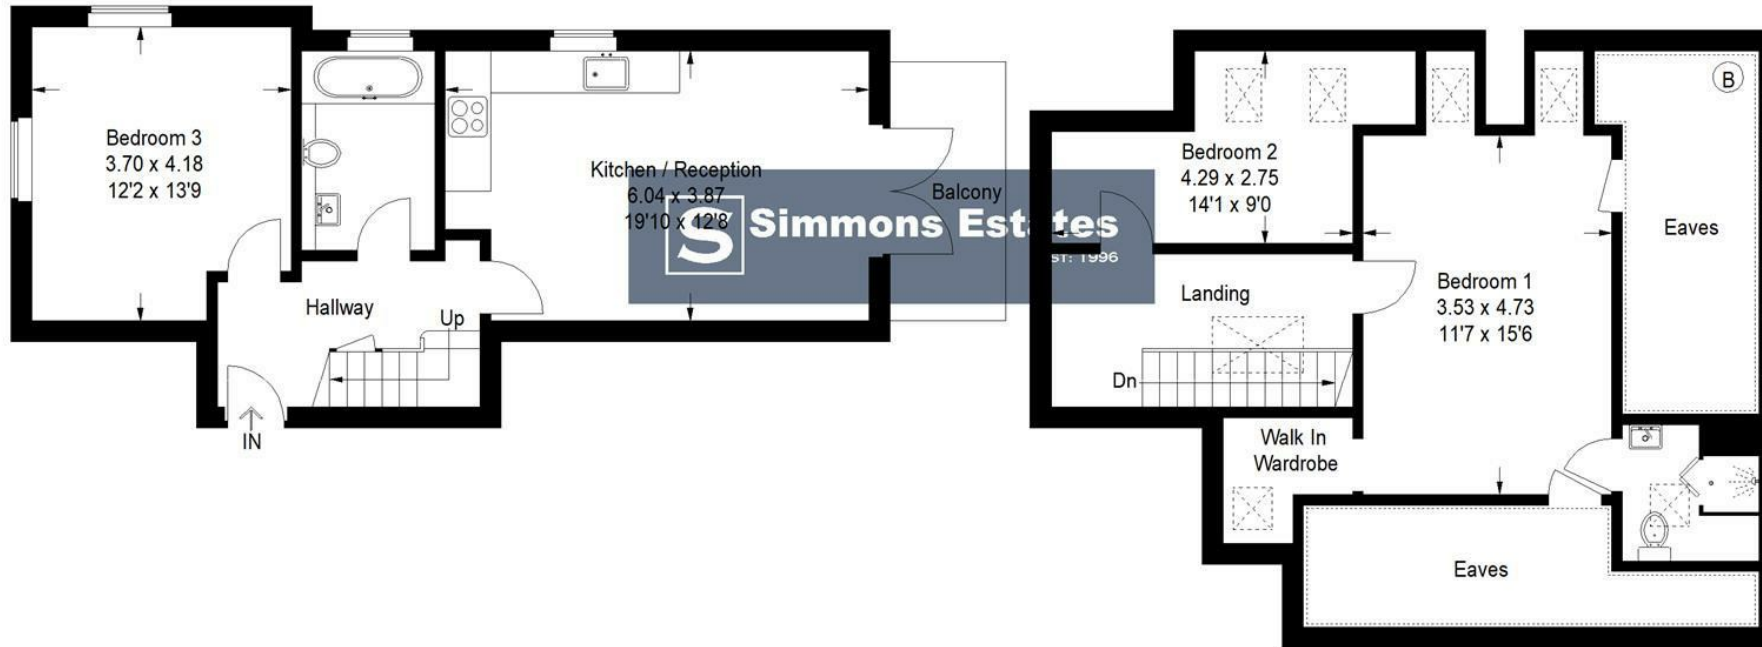 Bedroom 3
3.70 x 4.18
12'2 x 13'9
Kitchen / Reception
6.04 x 3.87
19'10 x 12'8
Balcony
Hallway
Up
IN
S Simmons Estates
EST: 1996
Bedroom 2
4.29 x 2.75
14'1 x 9'0
Landing
Dn
Bedroom 1
3.53 x 4.73
11'7 x 15'6
Eaves
B
Walk In
Wardrobe
Eaves